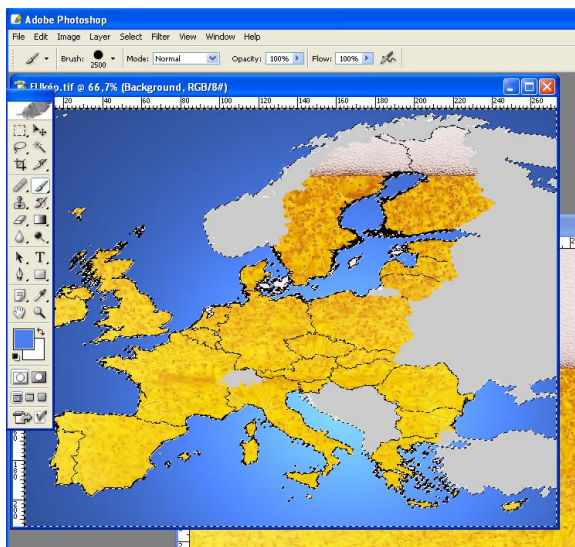 Adobe Photoshop
File Edit Image Layer Select Filter View Window Help
Brush: 2500 Mode: Normal Opacity: 100% Flow: 100%
EUkép.tif @ 66,7% (Background, RGB/8#)
20 40 60 80 100 120 140 160 180 200 220 240 260
T